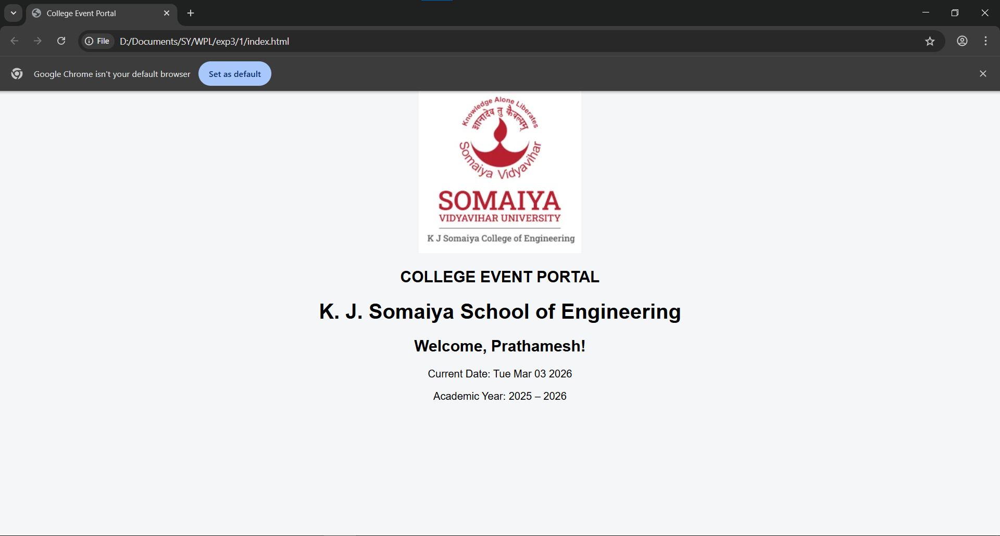 College Event Portal
File D:/Documents/SY/WPL/exp3/1/index.html
Google Chrome isn't your default browser Set as default
Knowledge Alone Liberates
ज्ञानादेव तु कैवल्यम्
Somaiya Vidyavihar
SOMAIYA
VIDYAVIHAR UNIVERSITY
K J Somaiya College of Engineering
COLLEGE EVENT PORTAL
K. J. Somaiya School of Engineering
Welcome, Prathamesh!
Current Date: Tue Mar 03 2026
Academic Year: 2025 – 2026